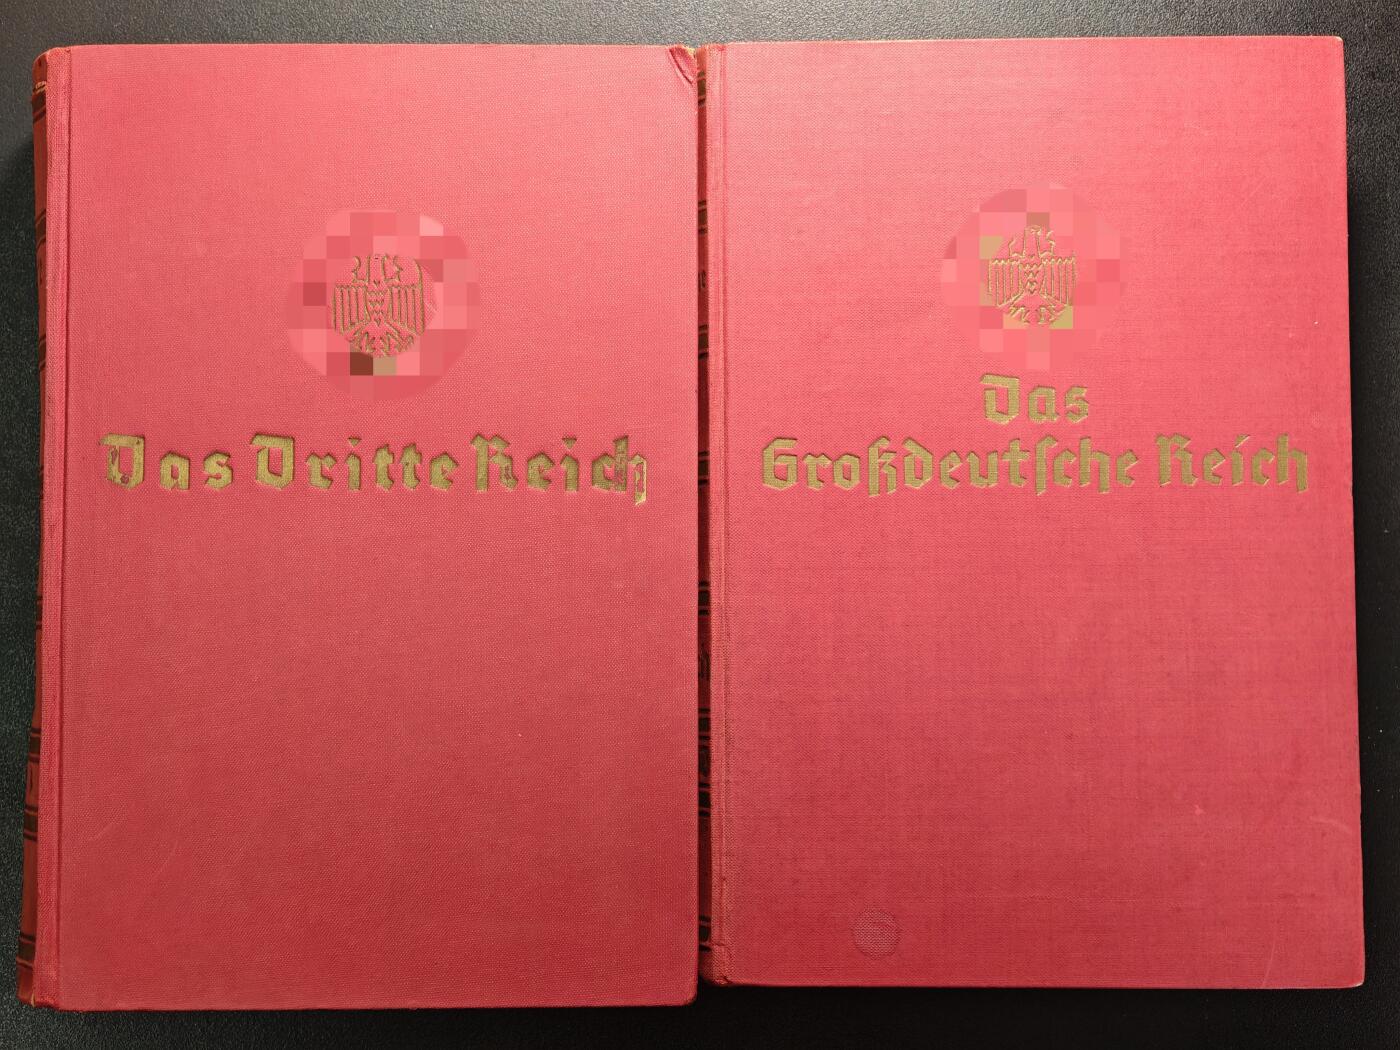 Das Dritte Reich
Das
Großdeutſche Reich